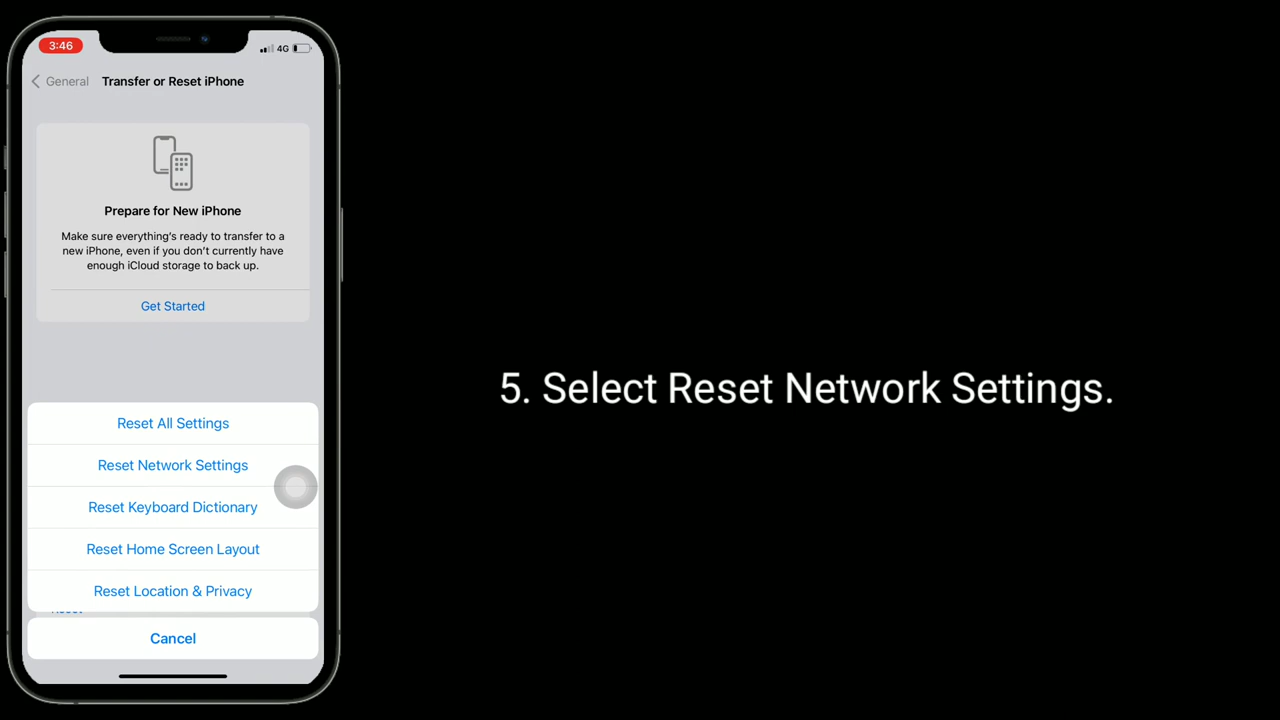 3:46
4G
General
Transfer or Reset iPhone
Prepare for New iPhone
Make sure everything's ready to transfer to a
new iPhone, even if you don't currently have
enough iCloud storage to back up.
Get Started
Reset All Settings
Reset Network Settings
Reset Keyboard Dictionary
Reset Home Screen Layout
Reset Location & Privacy
Cancel
5. Select Reset Network Settings.